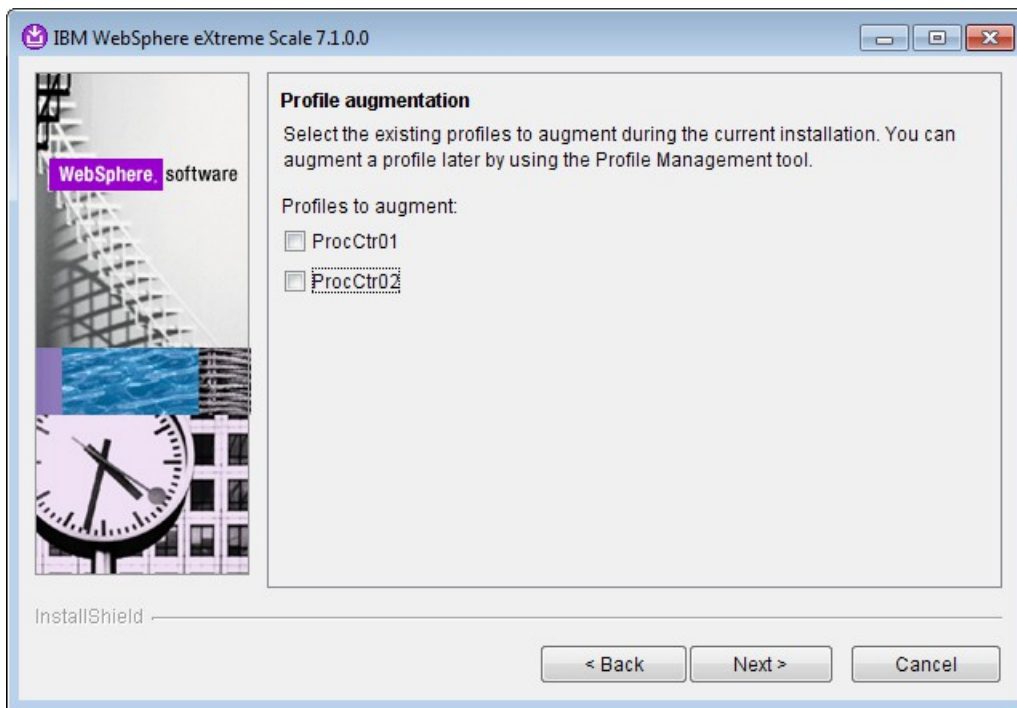 IBM WebSphere eXtreme Scale 7.1.0.0
WebSphere. software
Profile augmentation
Select the existing profiles to augment during the current installation. You can
augment a profile later by using the Profile Management tool.
Profiles to augment:
ProcCtr01
ProcCtr02
InstallShield
< Back Next > Cancel